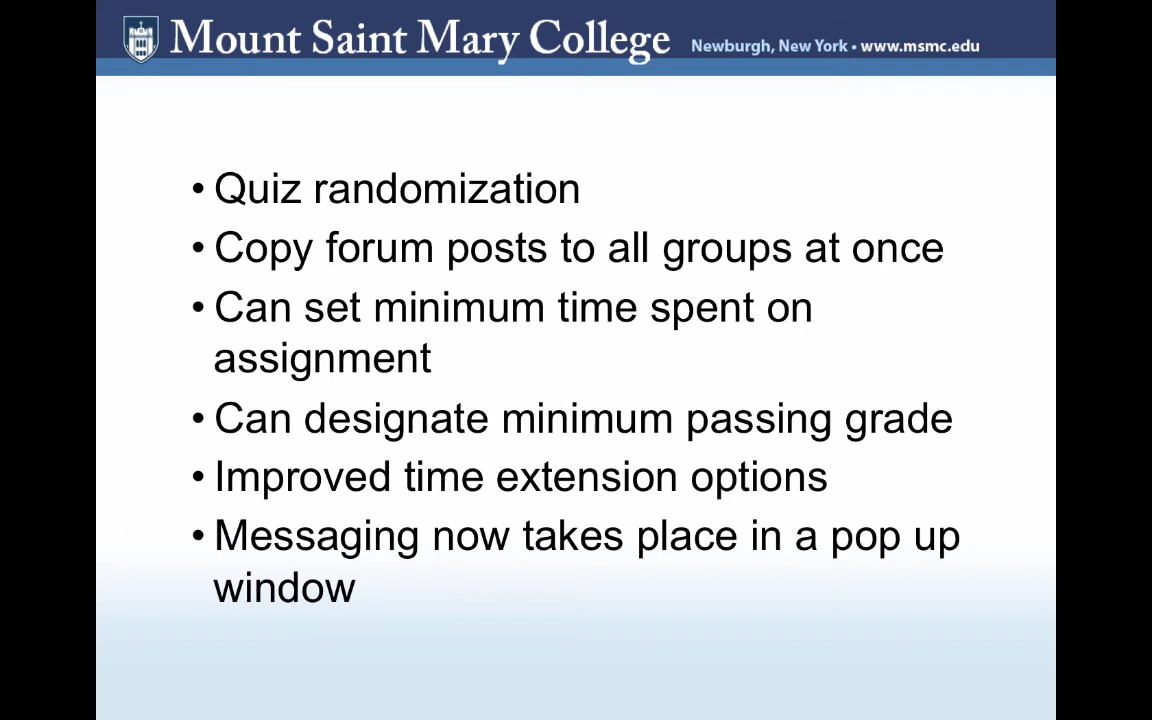 Mount Saint Mary College Newburgh, New York • www.msmc.edu
• Quiz randomization
• Copy forum posts to all groups at once
• Can set minimum time spent on
assignment
• Can designate minimum passing grade
• Improved time extension options
• Messaging now takes place in a pop up
window